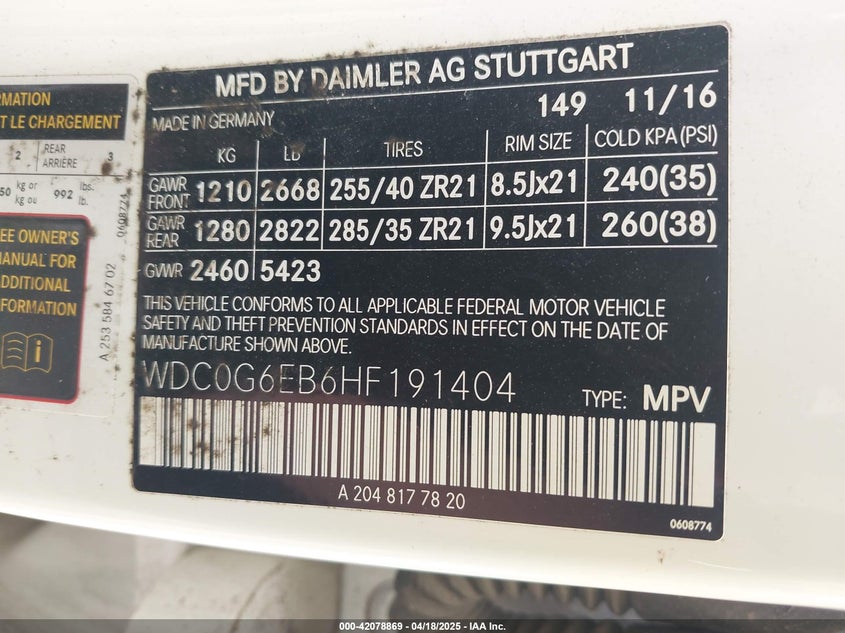 RMATION
T LE CHARGEMENT
2 REAR ARRIÈRE 3
50 kg or kg ou 992 lbs. lb.
EE OWNER'S
MANUAL FOR
ADDITIONAL
NFORMATION
0608774
A 253 584 67 02
MFD BY DAIMLER AG STUTTGART
149 11/16
MADE IN GERMANY
KG LB TIRES RIM SIZE COLD KPA (PSI)
GAWR FRONT 1210 2668 255/40 ZR21 8.5Jx21 240(35)
GAWR REAR 1280 2822 285/35 ZR21 9.5Jx21 260(38)
GVWR 2460 5423
THIS VEHICLE CONFORMS TO ALL APPLICABLE FEDERAL MOTOR VEHICLE
SAFETY AND THEFT PREVENTION STANDARDS IN EFFECT ON THE DATE OF
MANUFACTURE SHOWN ABOVE.
WDC0G6EB6HF191404
TYPE: MPV
A 204 817 78 20
0608774
000-42078869 - 04/18/2025 - IAA Inc.